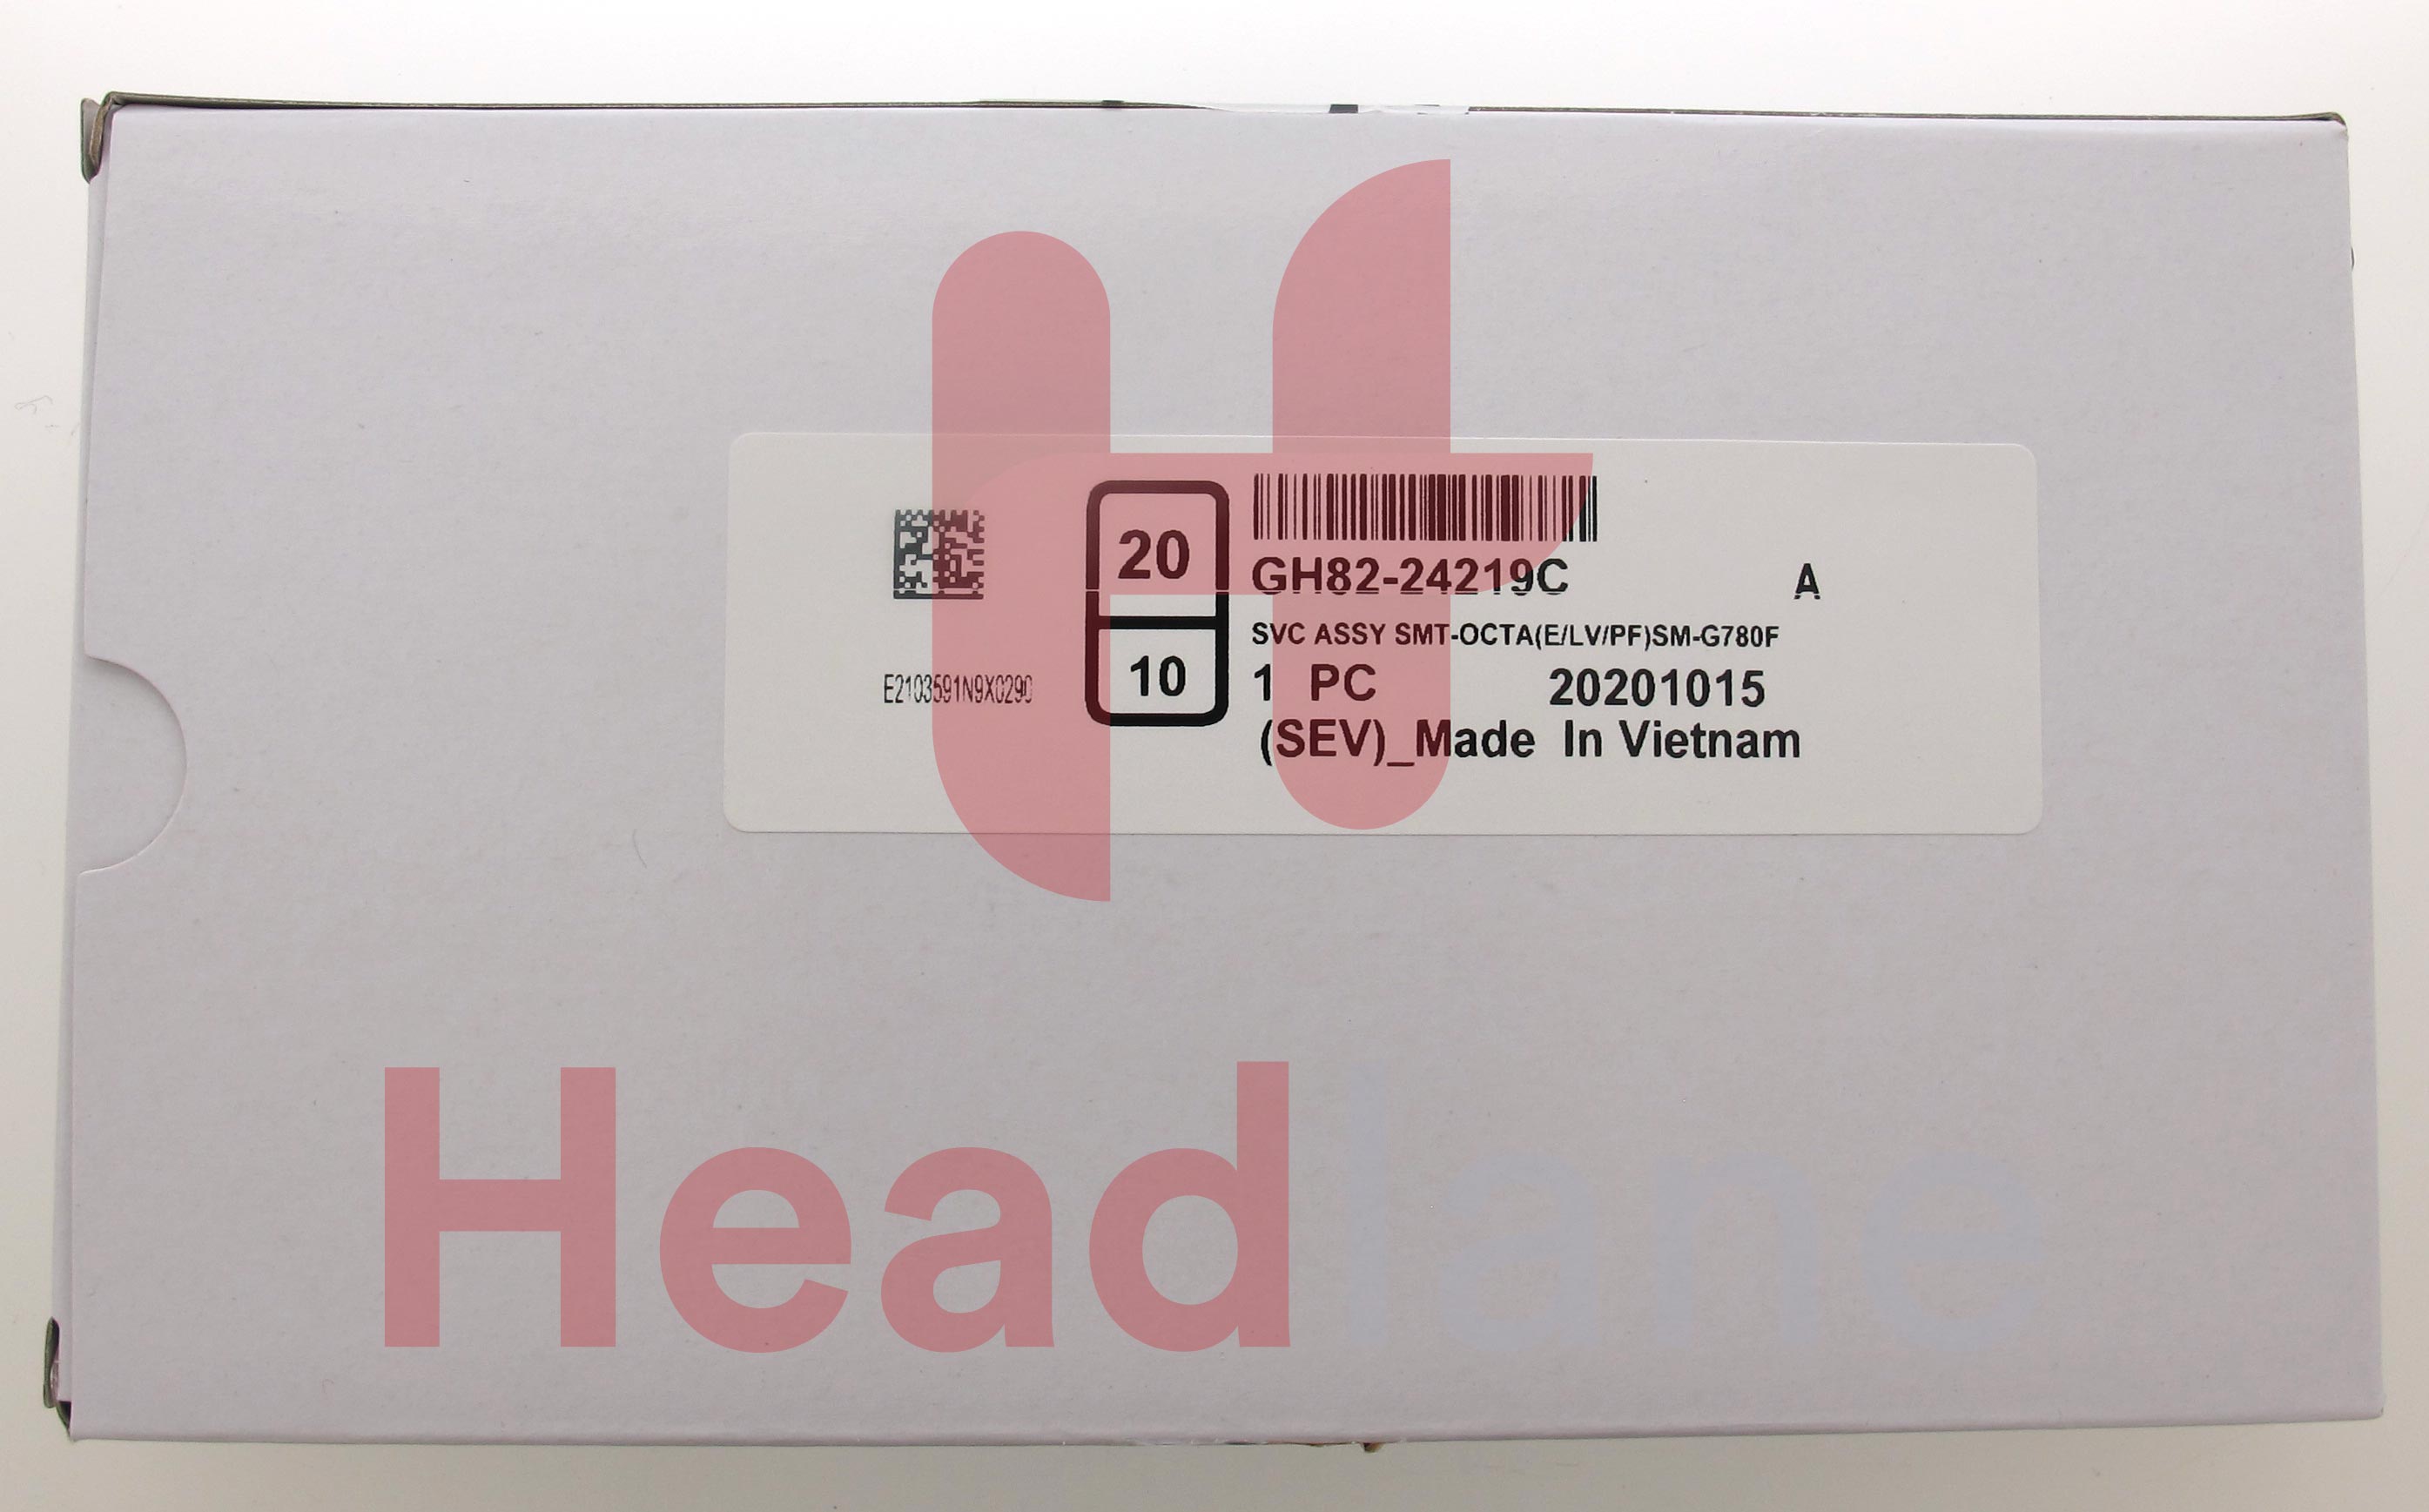 20
10
GH82-24219C
A
SVC ASSY SMT-OCTA(E/LV/PF)SM-G780F
1 PC 20201015
(SEV)_Made In Vietnam
E2103591N9X0290
Headlane